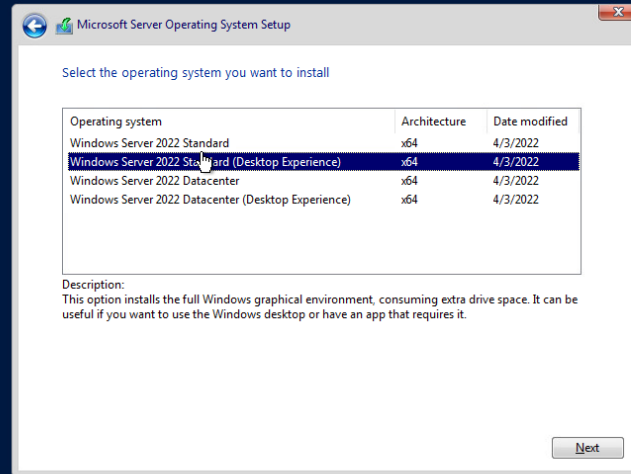 Microsoft Server Operating System Setup
Select the operating system you want to install
Operating system Architecture Date modified
Windows Server 2022 Standard x64 4/3/2022
Windows Server 2022 Standard (Desktop Experience) x64 4/3/2022
Windows Server 2022 Datacenter x64 4/3/2022
Windows Server 2022 Datacenter (Desktop Experience) x64 4/3/2022
Description:
This option installs the full Windows graphical environment, consuming extra drive space. It can be
useful if you want to use the Windows desktop or have an app that requires it.
Next